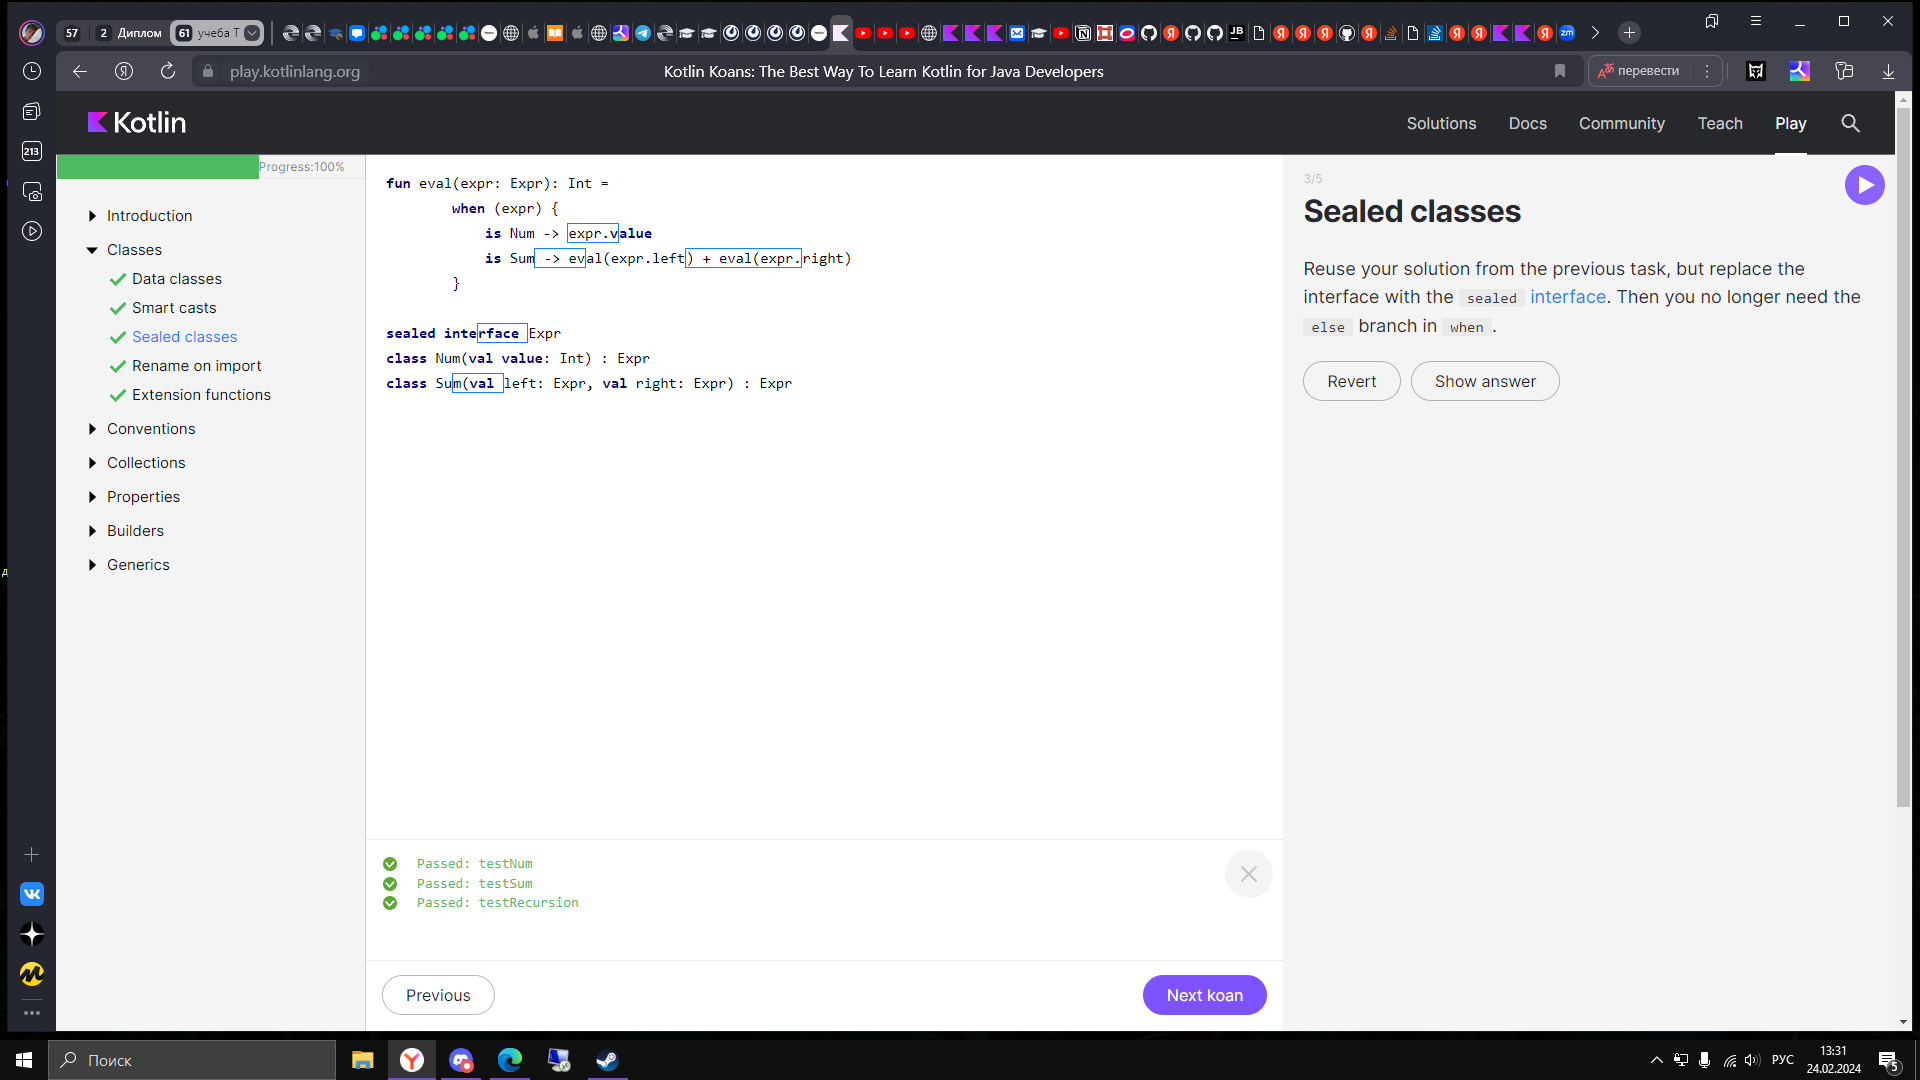 57
2 Диплом
61 учеба Т
JB
zm
play.kotlinlang.org
Kotlin Koans: The Best Way To Learn Kotlin for Java Developers
перевести
213
Kotlin
Solutions
Docs
Community
Teach
Play
Progress:100%
Introduction
Classes
Data classes
Smart casts
Sealed classes
Rename on import
Extension functions
Conventions
Collections
Properties
Builders
Generics
fun eval(expr: Expr): Int =
when (expr) {
is Num -> expr.value
is Sum -> eval(expr.left) + eval(expr.right)
}
sealed interface Expr
class Num(val value: Int) : Expr
class Sum(val left: Expr, val right: Expr) : Expr
3/5
Sealed classes
Reuse your solution from the previous task, but replace the
interface with the sealed interface. Then you no longer need the
else branch in when .
Revert
Show answer
Passed: testNum
Passed: testSum
Passed: testRecursion
Previous
Next koan
Поиск
РУС
13:31
24.02.2024
5